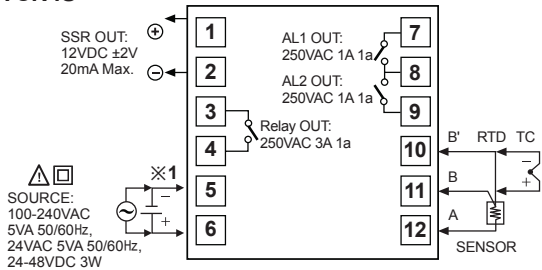 SSR OUT:
12VDC ±2V
20mA Max.
+
−
1
2
3
4
5
6
Relay OUT:
250VAC 3A 1a
AL1 OUT:
250VAC 1A 1a
AL2 OUT:
250VAC 1A 1a
7
8
9
10
11
12
※1
−
+
SOURCE:
100-240VAC
5VA 50/60Hz,
24VAC 5VA 50/60Hz,
24-48VDC 3W
B' RTD TC
−
+
B
A
SENSOR